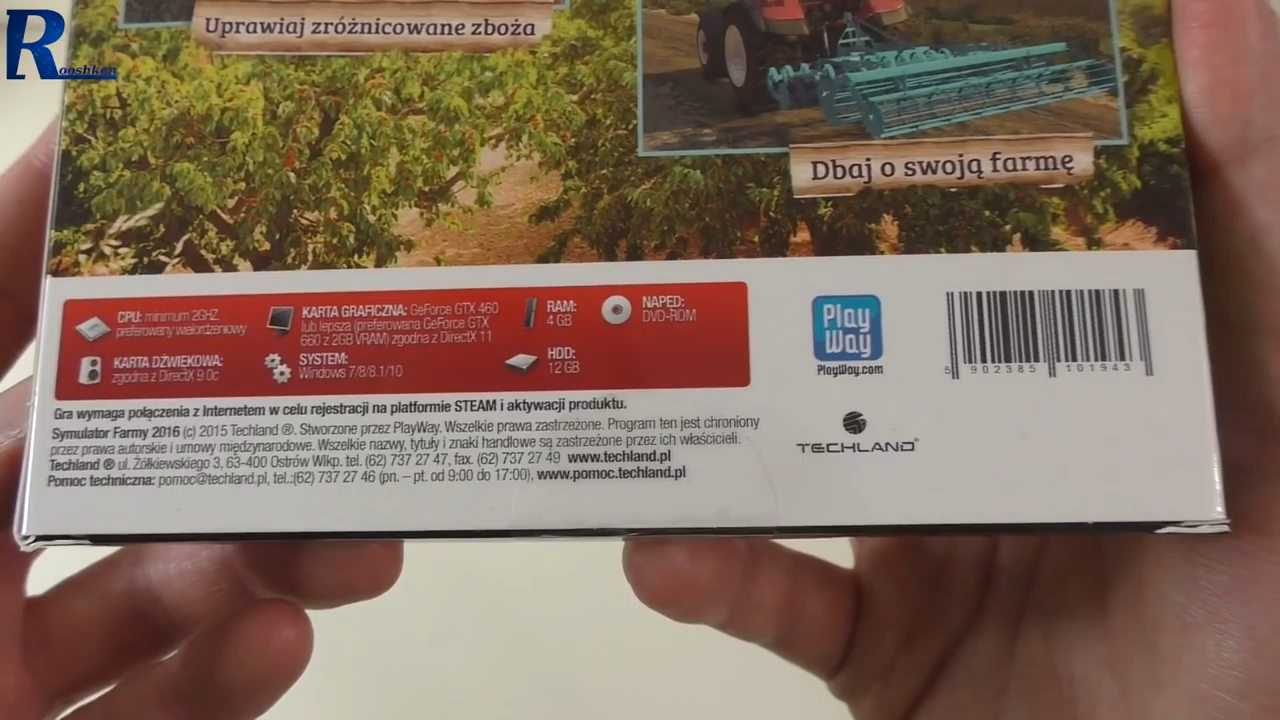 Rooshken
Uprawiaj zróżnicowane zboża
Dbaj o swoją farmę
CPU: minimum 2GHZ
preferowany wielordzeniowy
KARTA GRAFICZNA: GeForce GTX 460
lub lepsza (preferowana GeForce GTX
660 z 2GB VRAM) zgodna z DirectX 11
RAM:
4 GB
NAPĘD:
DVD-ROM
KARTA DŹWIĘKOWA:
zgodna z DirectX 9.0c
SYSTEM:
Windows 7/8/8.1/10
HDD:
12 GB
Play
Way
PlayWay.com
5 902385 101943
Gra wymaga połączenia z Internetem w celu rejestracji na platformie STEAM i aktywacji produktu.
Symulator Farmy 2016 (c) 2015 Techland ®. Stworzone przez PlayWay. Wszelkie prawa zastrzeżone. Program ten jest chroniony
przez prawa autorskie i umowy międzynarodowe. Wszelkie nazwy, tytuły i znaki handlowe są zastrzeżone przez ich właścicieli.
Techland ® ul. Żółkiewskiego 3, 63-400 Ostrów Wlkp. tel. (62) 737 27 47, fax. (62) 737 27 49 www.techland.pl
Pomoc techniczna: pomoc@techland.pl, tel.:(62) 737 27 46 (pn. – pt. od 9:00 do 17:00), www.pomoc.techland.pl
TECHLAND®